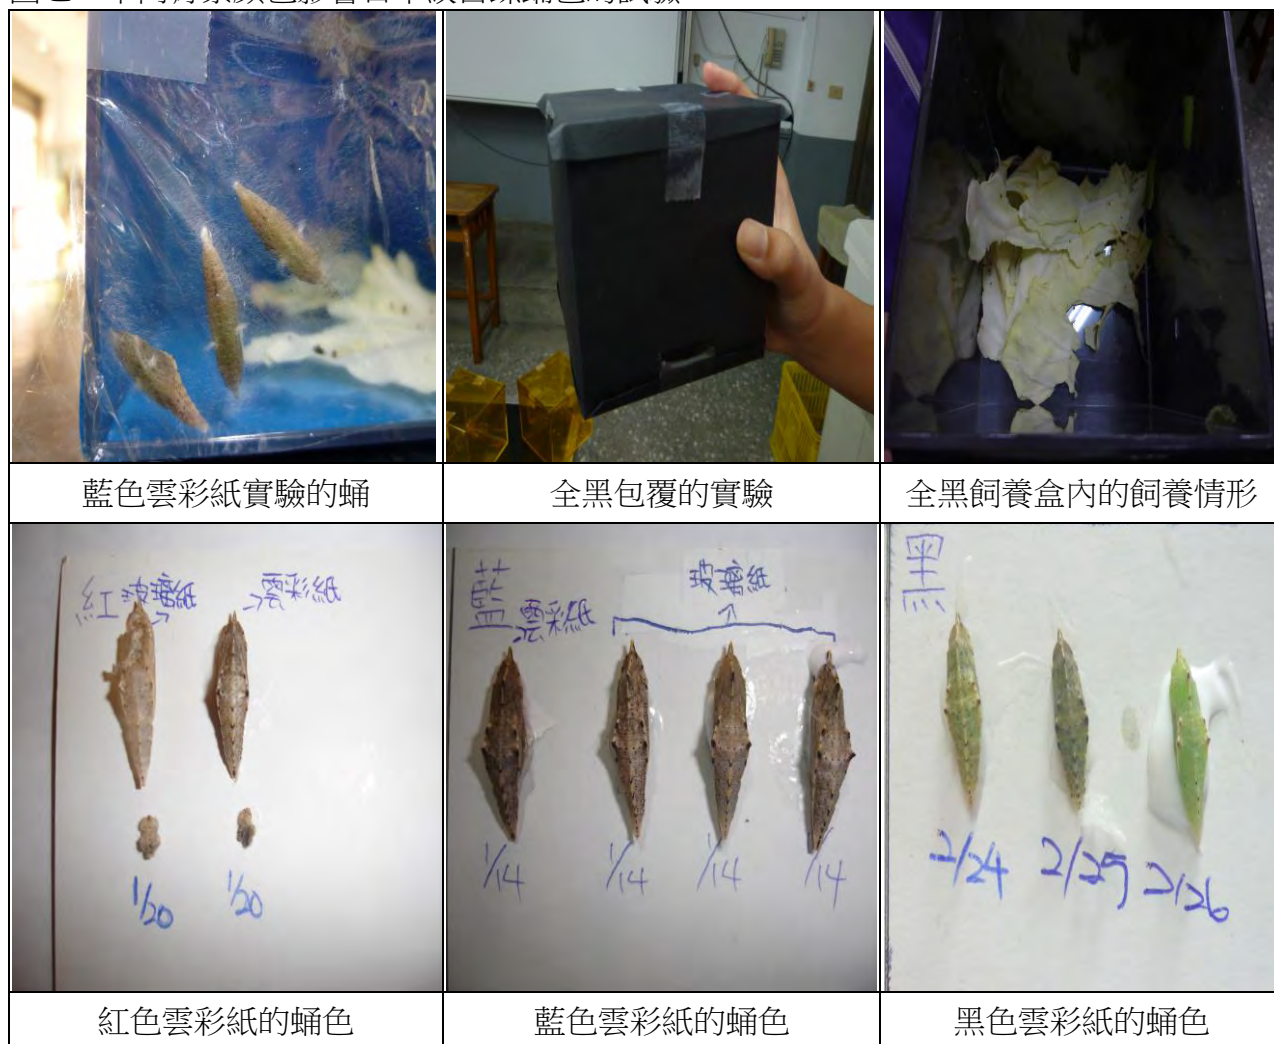 藍色雲彩紙實驗的蛹
全黑包覆的實驗
全黑飼養盒內的飼養情形
紅 玻璃紙
雲彩紙
1/20
1/20
藍
雲彩紙
玻璃紙
1/14
1/14
1/14
1/14
黑
2/24
2/25
2/26
紅色雲彩紙的蛹色
藍色雲彩紙的蛹色
黑色雲彩紙的蛹色